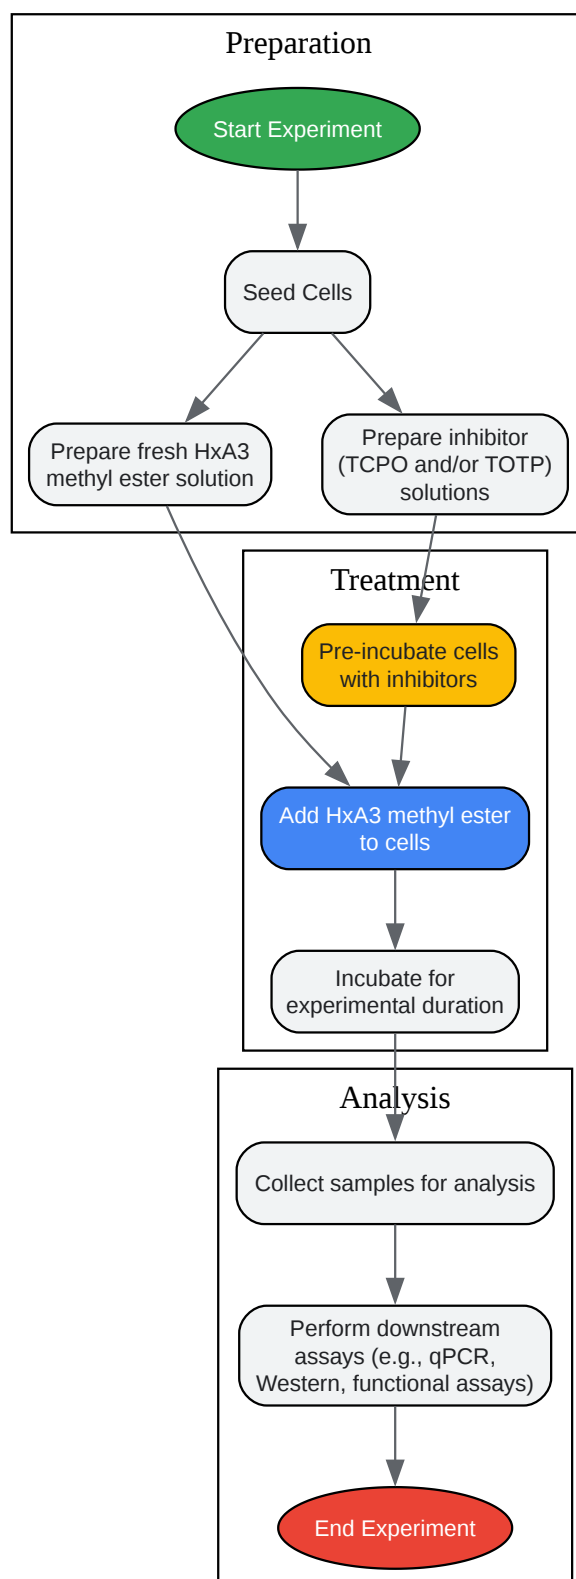 Preparation
Start Experiment
Seed Cells
Prepare fresh HxA3
methyl ester solution
Prepare inhibitor
(TCPO and/or TOTP)
solutions
Treatment
Pre-incubate cells
with inhibitors
Add HxA3 methyl ester
to cells
Incubate for
experimental duration
Analysis
Collect samples for analysis
Perform downstream
assays (e.g., qPCR,
Western, functional assays)
End Experiment